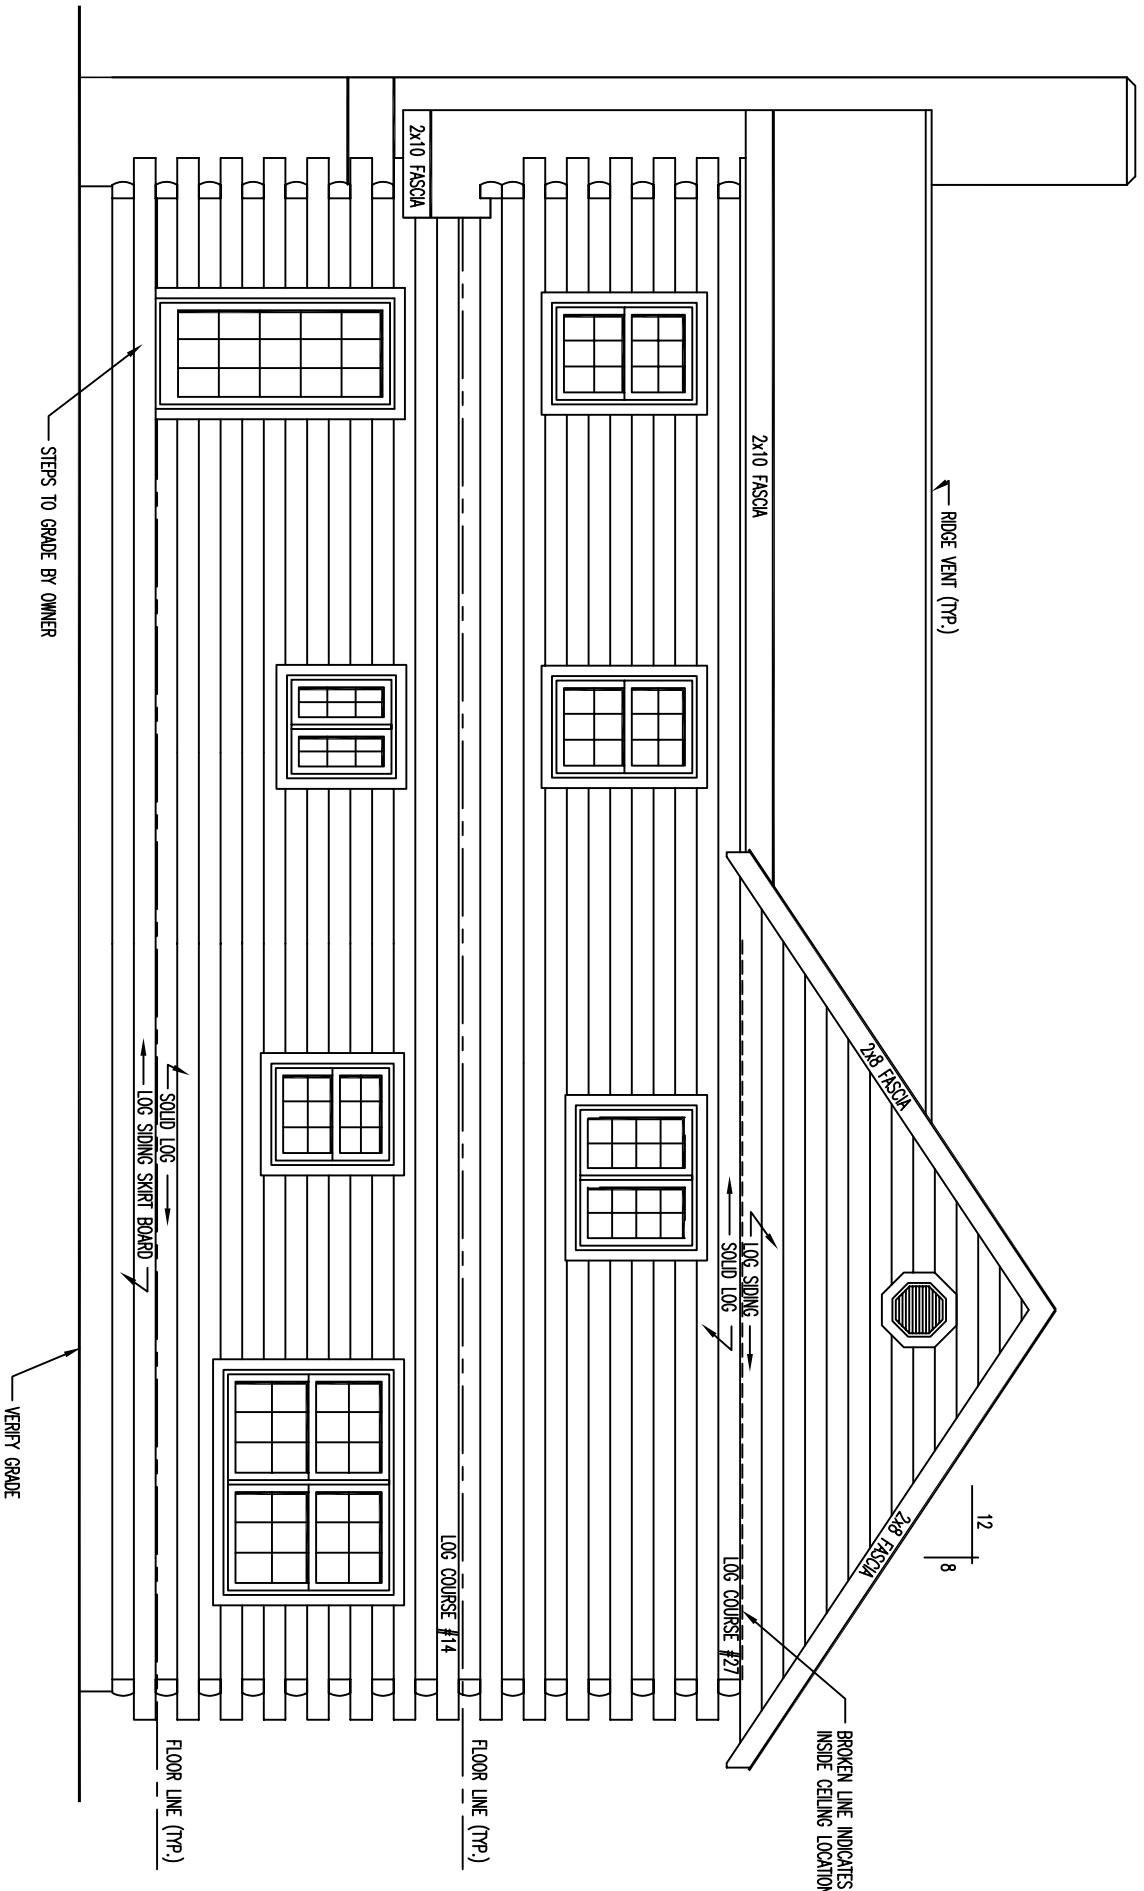 RIDGE VENT (TYP.)
12
8
2x8 FASCIA
2x8 FASCIA
BROKEN LINE INDICATES
INSIDE CEILING LOCATION
2x10 FASCIA
LOG SIDING
SOLID LOG
LOG COURSE #27
2x10 FASCIA
LOG COURSE #14
FLOOR LINE (TYP.)
SOLID LOG
LOG SIDING SKIRT BOARD
FLOOR LINE (TYP.)
STEPS TO GRADE BY OWNER
VERIFY GRADE